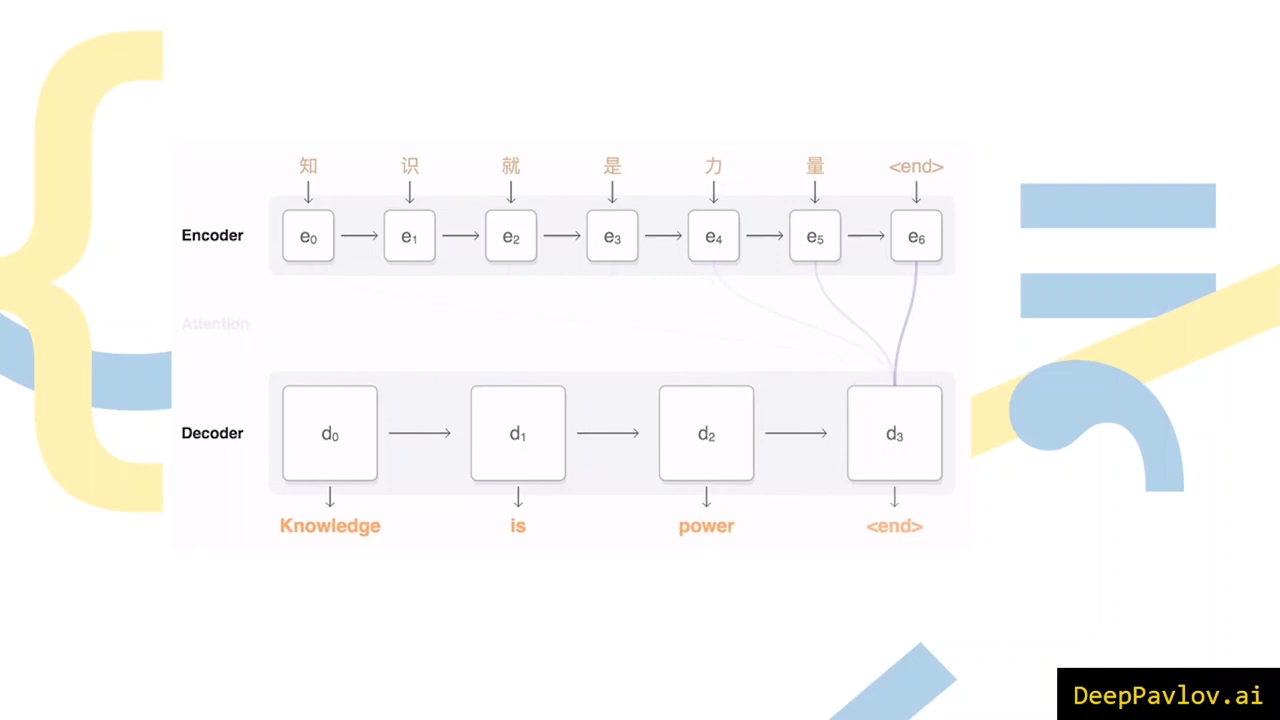 知 识 就 是 力 量 <end>
Encoder e₀ e₁ e₂ e₃ e₄ e₅ e₆
Attention
Decoder d₀ d₁ d₂ d₃
Knowledge is power <end>
DeepPavlov.ai